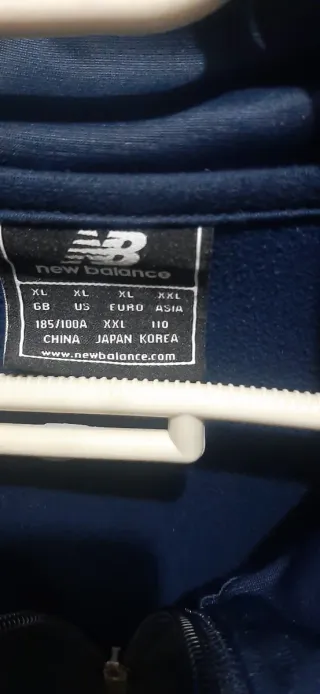 NB
new balance
XL XL XL XXL
GB US EURO ASIA
185/100A XXL 110
CHINA JAPAN KOREA
www.newbalance.com